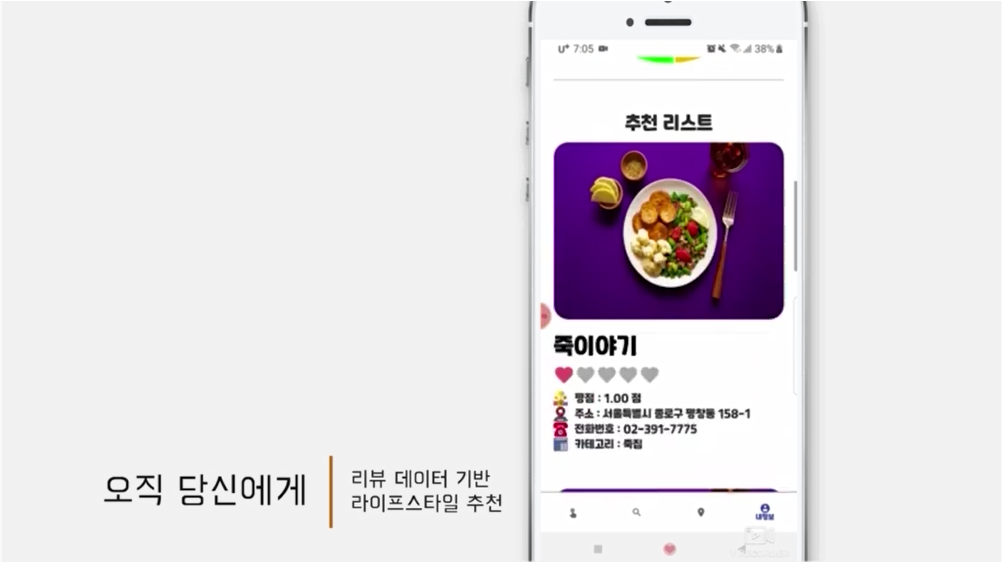 오직 당신에게
리뷰 데이터 기반
라이프스타일 추천
U+ 7:05
38%
추천 리스트
죽이야기
평점 : 1.00 점
주소 : 서울특별시 종로구 평창동 158-1
전화번호 : 02-391-7775
카테고리 : 죽집
내정보